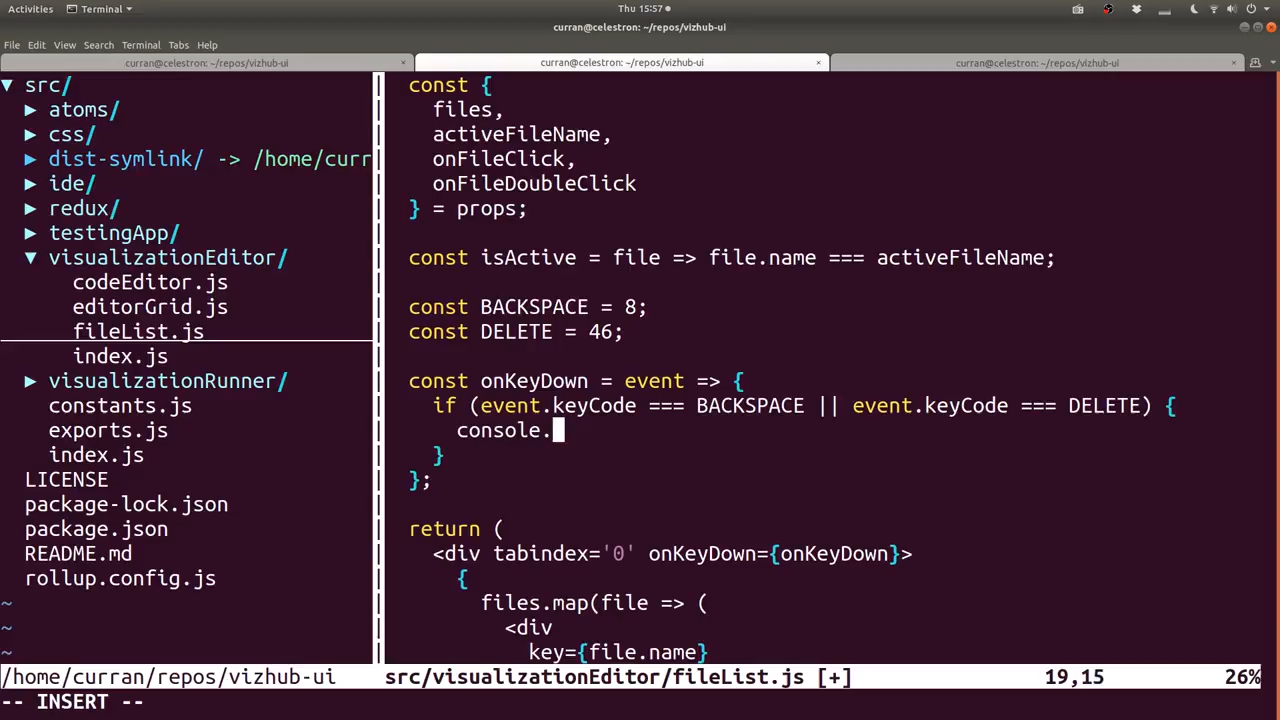 Activities Terminal Thu 15:57
curran@celestron: ~/repos/vizhub-ui
File Edit View Search Terminal Tabs Help
curran@celestron: ~/repos/vizhub-ui × curran@celestron: ~/repos/vizhub-ui × curran@celestron: ~/repos/vizhub-ui ×
▼ src/
▶ atoms/
▶ css/
▶ dist-symlink/ -> /home/curr
▶ ide/
▶ redux/
▶ testingApp/
▼ visualizationEditor/
codeEditor.js
editorGrid.js
fileList.js
index.js
▶ visualizationRunner/
constants.js
exports.js
index.js
LICENSE
package-lock.json
package.json
README.md
rollup.config.js
~
~
~
/home/curran/repos/vizhub-ui
const {
files,
activeFileName,
onFileClick,
onFileDoubleClick
} = props;
const isActive = file => file.name === activeFileName;
const BACKSPACE = 8;
const DELETE = 46;
const onKeyDown = event => {
if (event.keyCode === BACKSPACE || event.keyCode === DELETE) {
console.
}
};
return (
<div tabindex='0' onKeyDown={onKeyDown}>
{
files.map(file => (
<div
key={file.name}
src/visualizationEditor/fileList.js [+] 19,15 26%
-- INSERT --